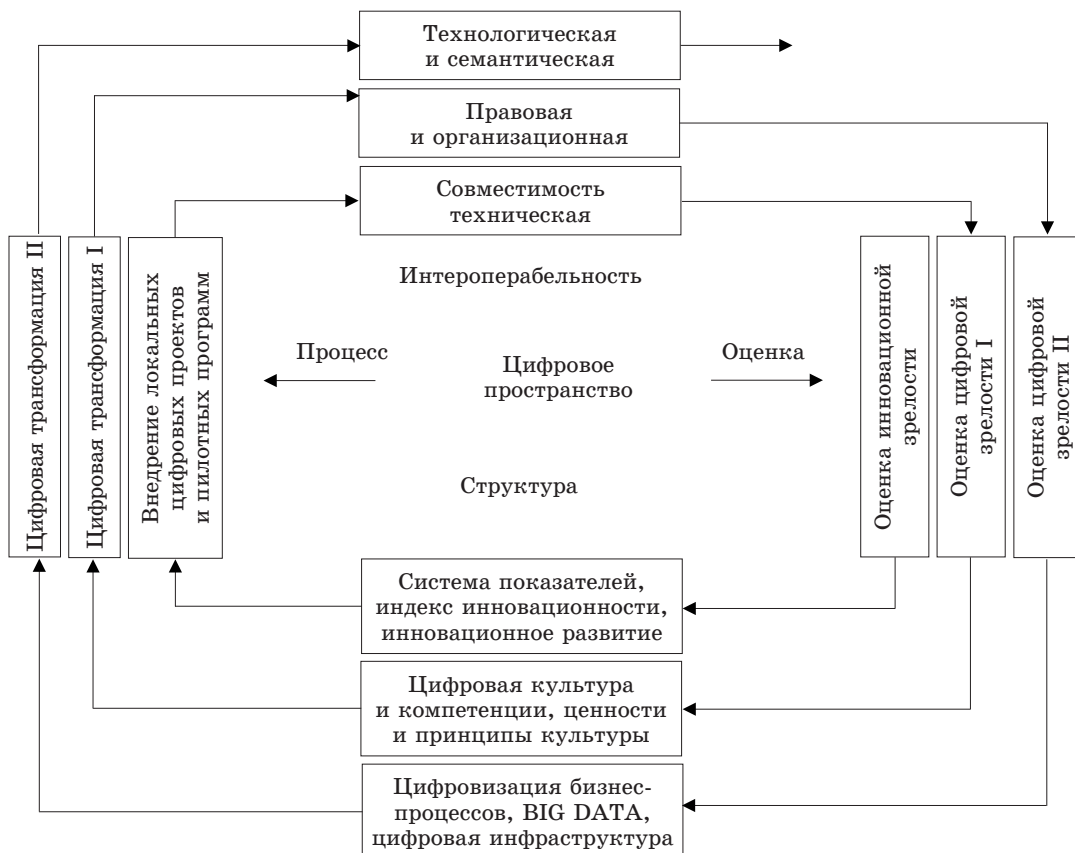 Технологическая
и семантическая
Правовая
и организационная
Совместимость
техническая
Интероперабельность
Цифровая трансформация II
Цифровая трансформация I
Внедрение локальных
цифровых проектов
и пилотных программ
Процесс
Цифровое
пространство
Оценка
Структура
Оценка инновационной
зрелости
Оценка цифровой
зрелости I
Оценка цифровой
зрелости II
Система показателей,
индекс инновационности,
инновационное развитие
Цифровая культура
и компетенции, ценности
и принципы культуры
Цифровизация бизнес-
процессов, BIG DATA,
цифровая инфраструктура